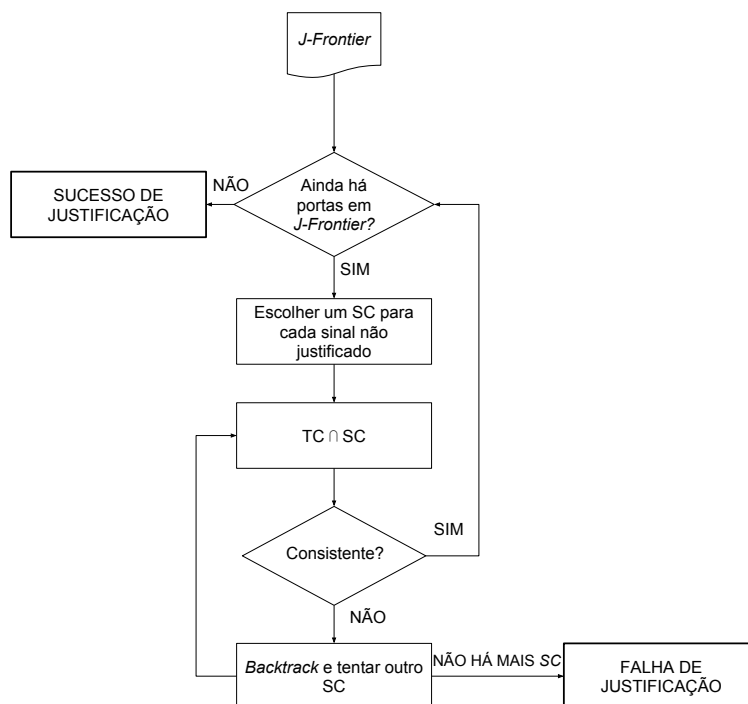 J-Frontier
Ainda há
portas em
J-Frontier?
NÃO
SUCESSO DE
JUSTIFICAÇÃO
SIM
Escolher um SC para
cada sinal não
justificado
TC ∩ SC
Consistente?
SIM
NÃO
Backtrack e tentar outro
SC
NÃO HÁ MAIS SC
FALHA DE
JUSTIFICAÇÃO